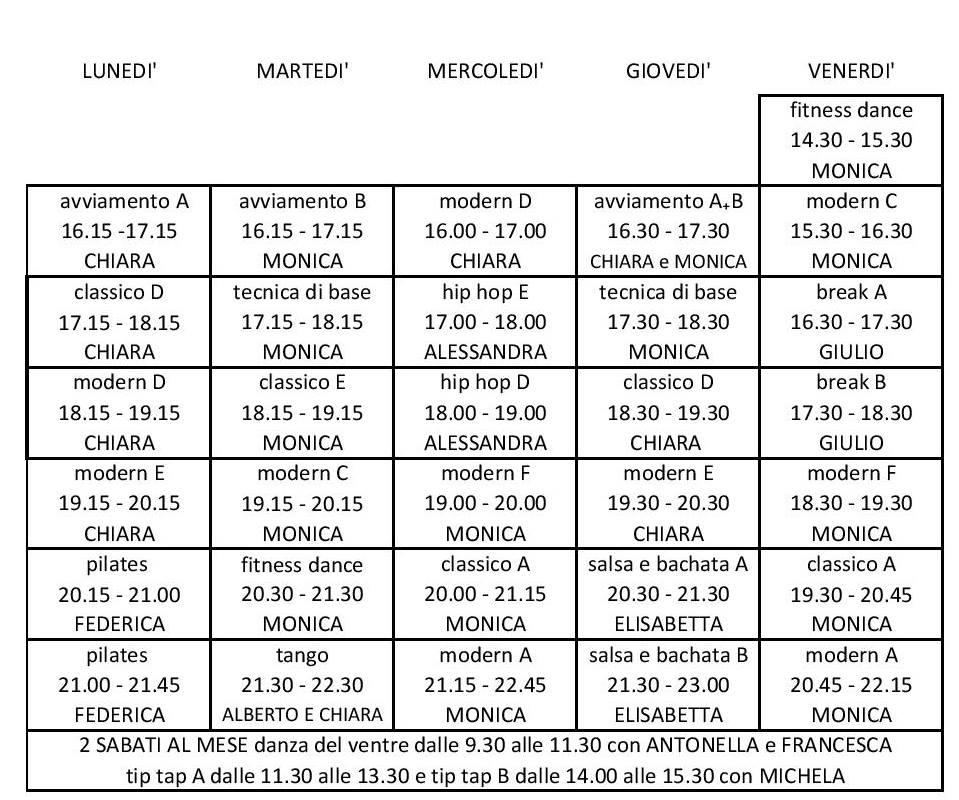 LUNEDI' MARTEDI' MERCOLEDI' GIOVEDI' VENERDI'
fitness dance
14.30 - 15.30
MONICA
avviamento A avviamento B modern D avviamento A+B modern C
16.15 -17.15 16.15 - 17.15 16.00 - 17.00 16.30 - 17.30 15.30 - 16.30
CHIARA MONICA CHIARA CHIARA e MONICA MONICA
classico D tecnica di base hip hop E tecnica di base break A
17.15 - 18.15 17.15 - 18.15 17.00 - 18.00 17.30 - 18.30 16.30 - 17.30
CHIARA MONICA ALESSANDRA MONICA GIULIO
modern D classico E hip hop D classico D break B
18.15 - 19.15 18.15 - 19.15 18.00 - 19.00 18.30 - 19.30 17.30 - 18.30
CHIARA MONICA ALESSANDRA CHIARA GIULIO
modern E modern C modern F modern E modern F
19.15 - 20.15 19.15 - 20.15 19.00 - 20.00 19.30 - 20.30 18.30 - 19.30
CHIARA MONICA MONICA CHIARA MONICA
pilates fitness dance classico A salsa e bachata A classico A
20.15 - 21.00 20.30 - 21.30 20.00 - 21.15 20.30 - 21.30 19.30 - 20.45
FEDERICA MONICA MONICA ELISABETTA MONICA
pilates tango modern A salsa e bachata B modern A
21.00 - 21.45 21.30 - 22.30 21.15 - 22.45 21.30 - 23.00 20.45 - 22.15
FEDERICA ALBERTO E CHIARA MONICA ELISABETTA MONICA
2 SABATI AL MESE danza del ventre dalle 9.30 alle 11.30 con ANTONELLA e FRANCESCA
tip tap A dalle 11.30 alle 13.30 e tip tap B dalle 14.00 alle 15.30 con MICHELA